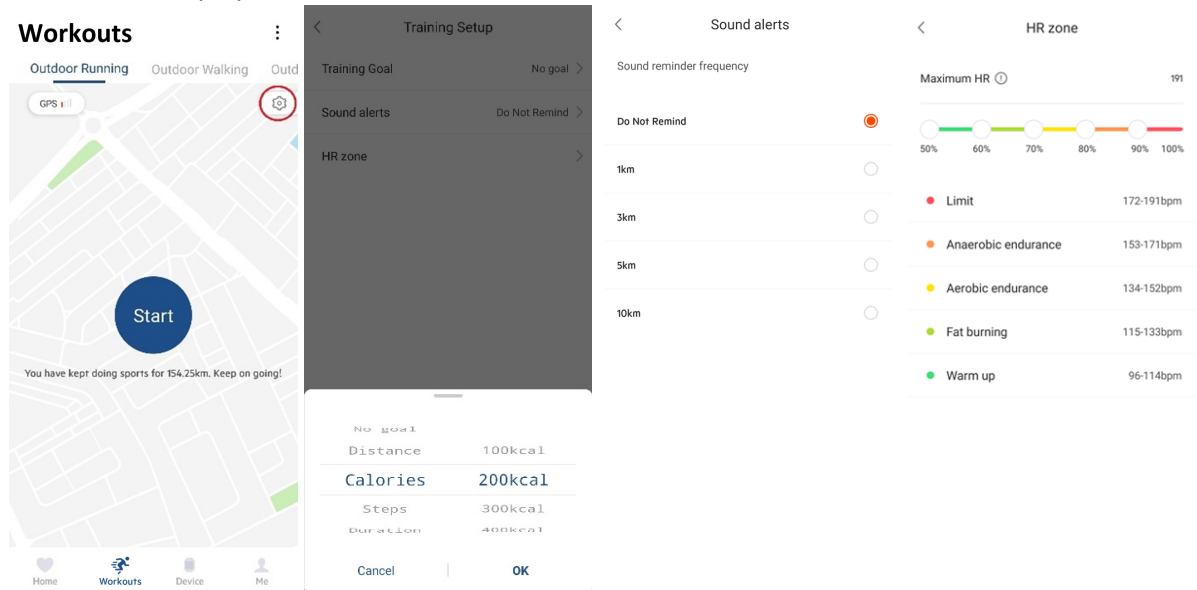 Workouts
Outdoor Running Outdoor Walking Outd
GPS
Start
You have kept doing sports for 154.25km. Keep on going!
Home Workouts Device Me
Training Setup
Training Goal No goal
Sound alerts Do Not Remind
HR zone
No goal
Distance 100kcal
Calories 200kcal
Steps 300kcal
Duration 400kcal
Cancel OK
Sound alerts
Sound reminder frequency
Do Not Remind
1km
3km
5km
10km
HR zone
Maximum HR 191
50% 60% 70% 80% 90% 100%
Limit 172-191bpm
Anaerobic endurance 153-171bpm
Aerobic endurance 134-152bpm
Fat burning 115-133bpm
Warm up 96-114bpm